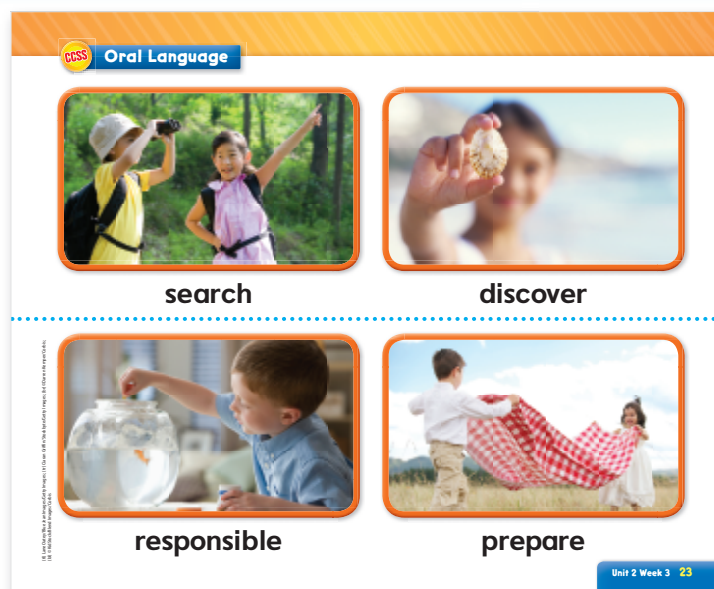 CCSS Oral Language
search
discover
responsible
prepare
Unit 2 Week 3 23